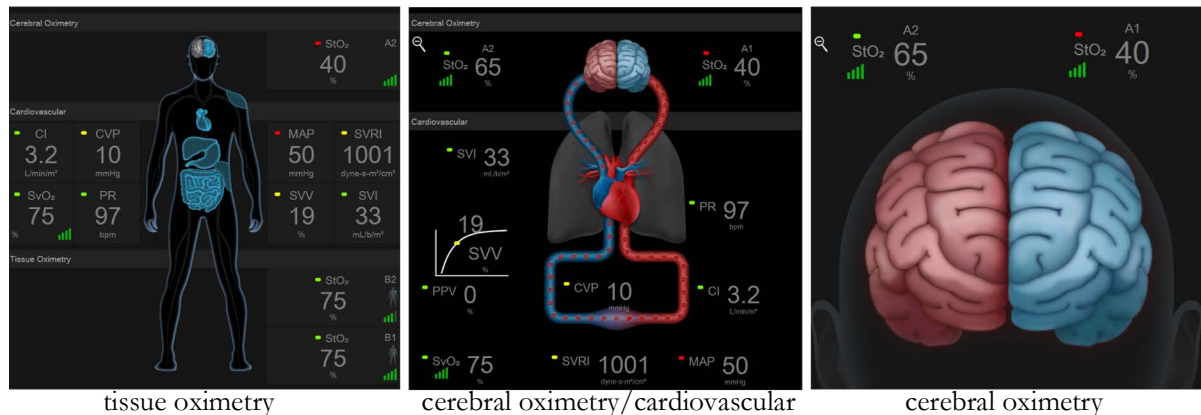 Cerebral Oximetry
StO₂ A2
40
%
Cardiovascular
CI CVP
3.2 10
L/min/m² mmHg
SvO₂ PR
75 97
% bpm
MAP SVRI
50 1001
mmHg dyne-s-m²/cm⁵
SVV SVI
19 33
% mL/b/m²
Tissue Oximetry
StO₂ B2
75
%
StO₂ B1
75
%
tissue oximetry
Cerebral Oximetry
A2
StO₂ 65
%
A1
StO₂ 40
%
Cardiovascular
SVI 33
mL/b/m²
PR 97
bpm
19
SVV
%
PPV 0
%
CVP 10
mmHg
CI 3.2
L/min/m²
SvO₂ 75
%
SVRI 1001
dyne-s-m²/cm⁵
MAP 50
mmHg
cerebral oximetry/cardiovascular
A2
StO₂ 65
%
A1
StO₂ 40
%
cerebral oximetry